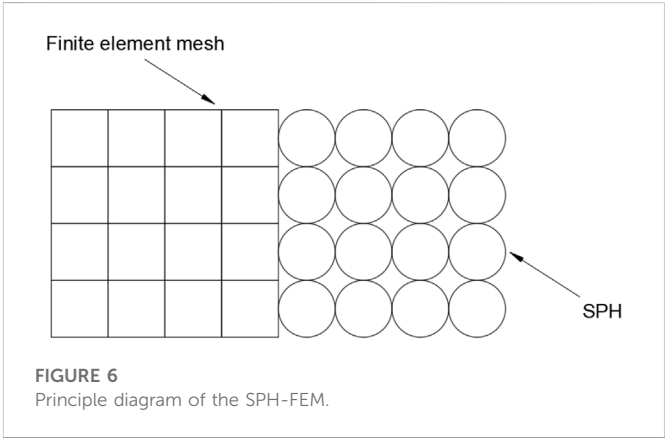 Finite element mesh
SPH
FIGURE 6
Principle diagram of the SPH-FEM.